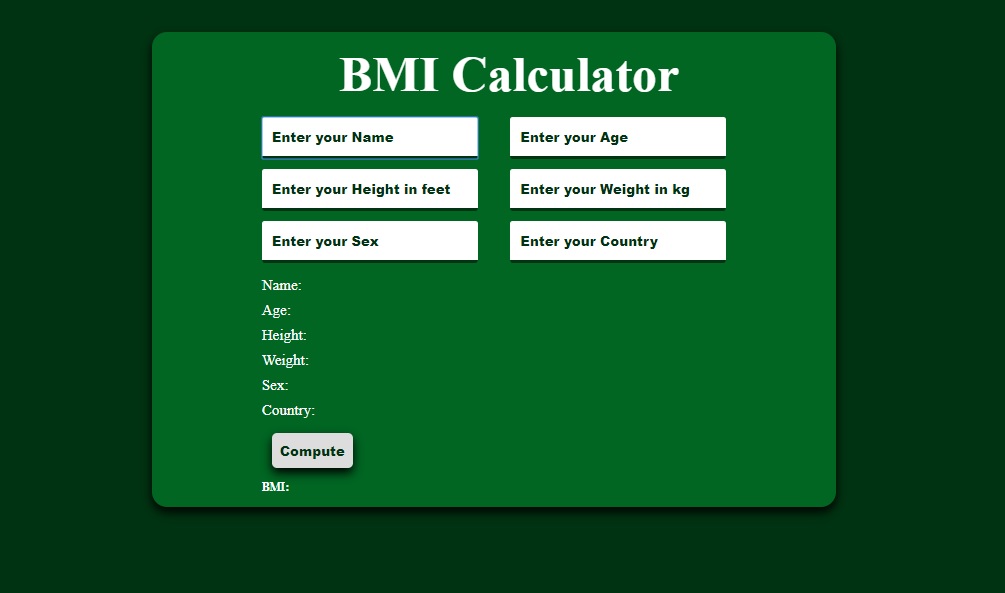 BMI Calculator
Enter your Name
Enter your Age
Enter your Height in feet
Enter your Weight in kg
Enter your Sex
Enter your Country
Name:
Age:
Height:
Weight:
Sex:
Country:
Compute
BMI: